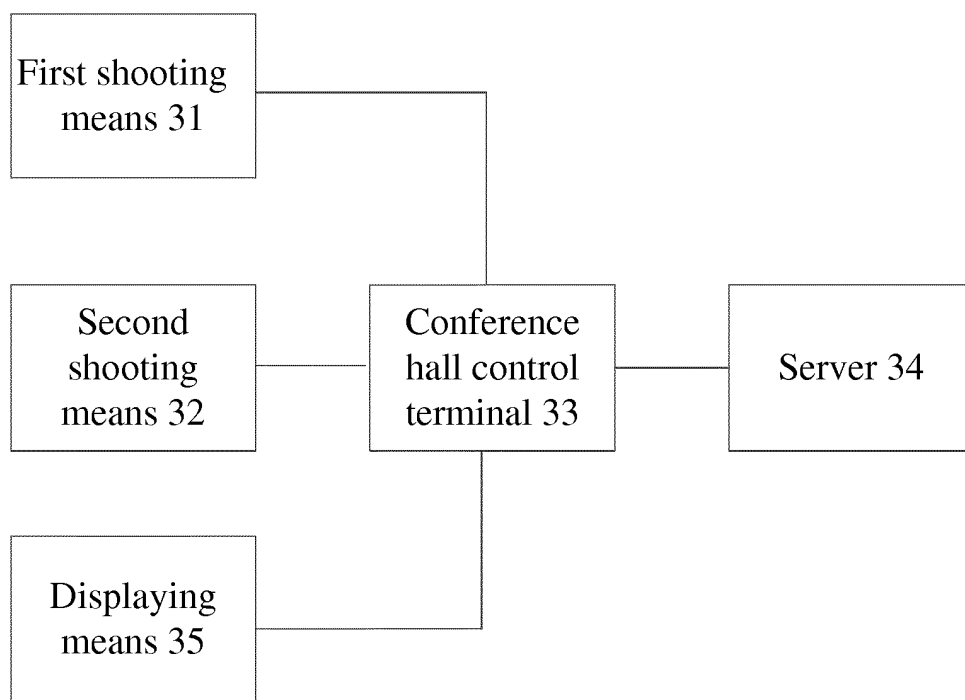 First shooting
means 31
Second
shooting
means 32
Conference
hall control
terminal 33
Server 34
Displaying
means 35